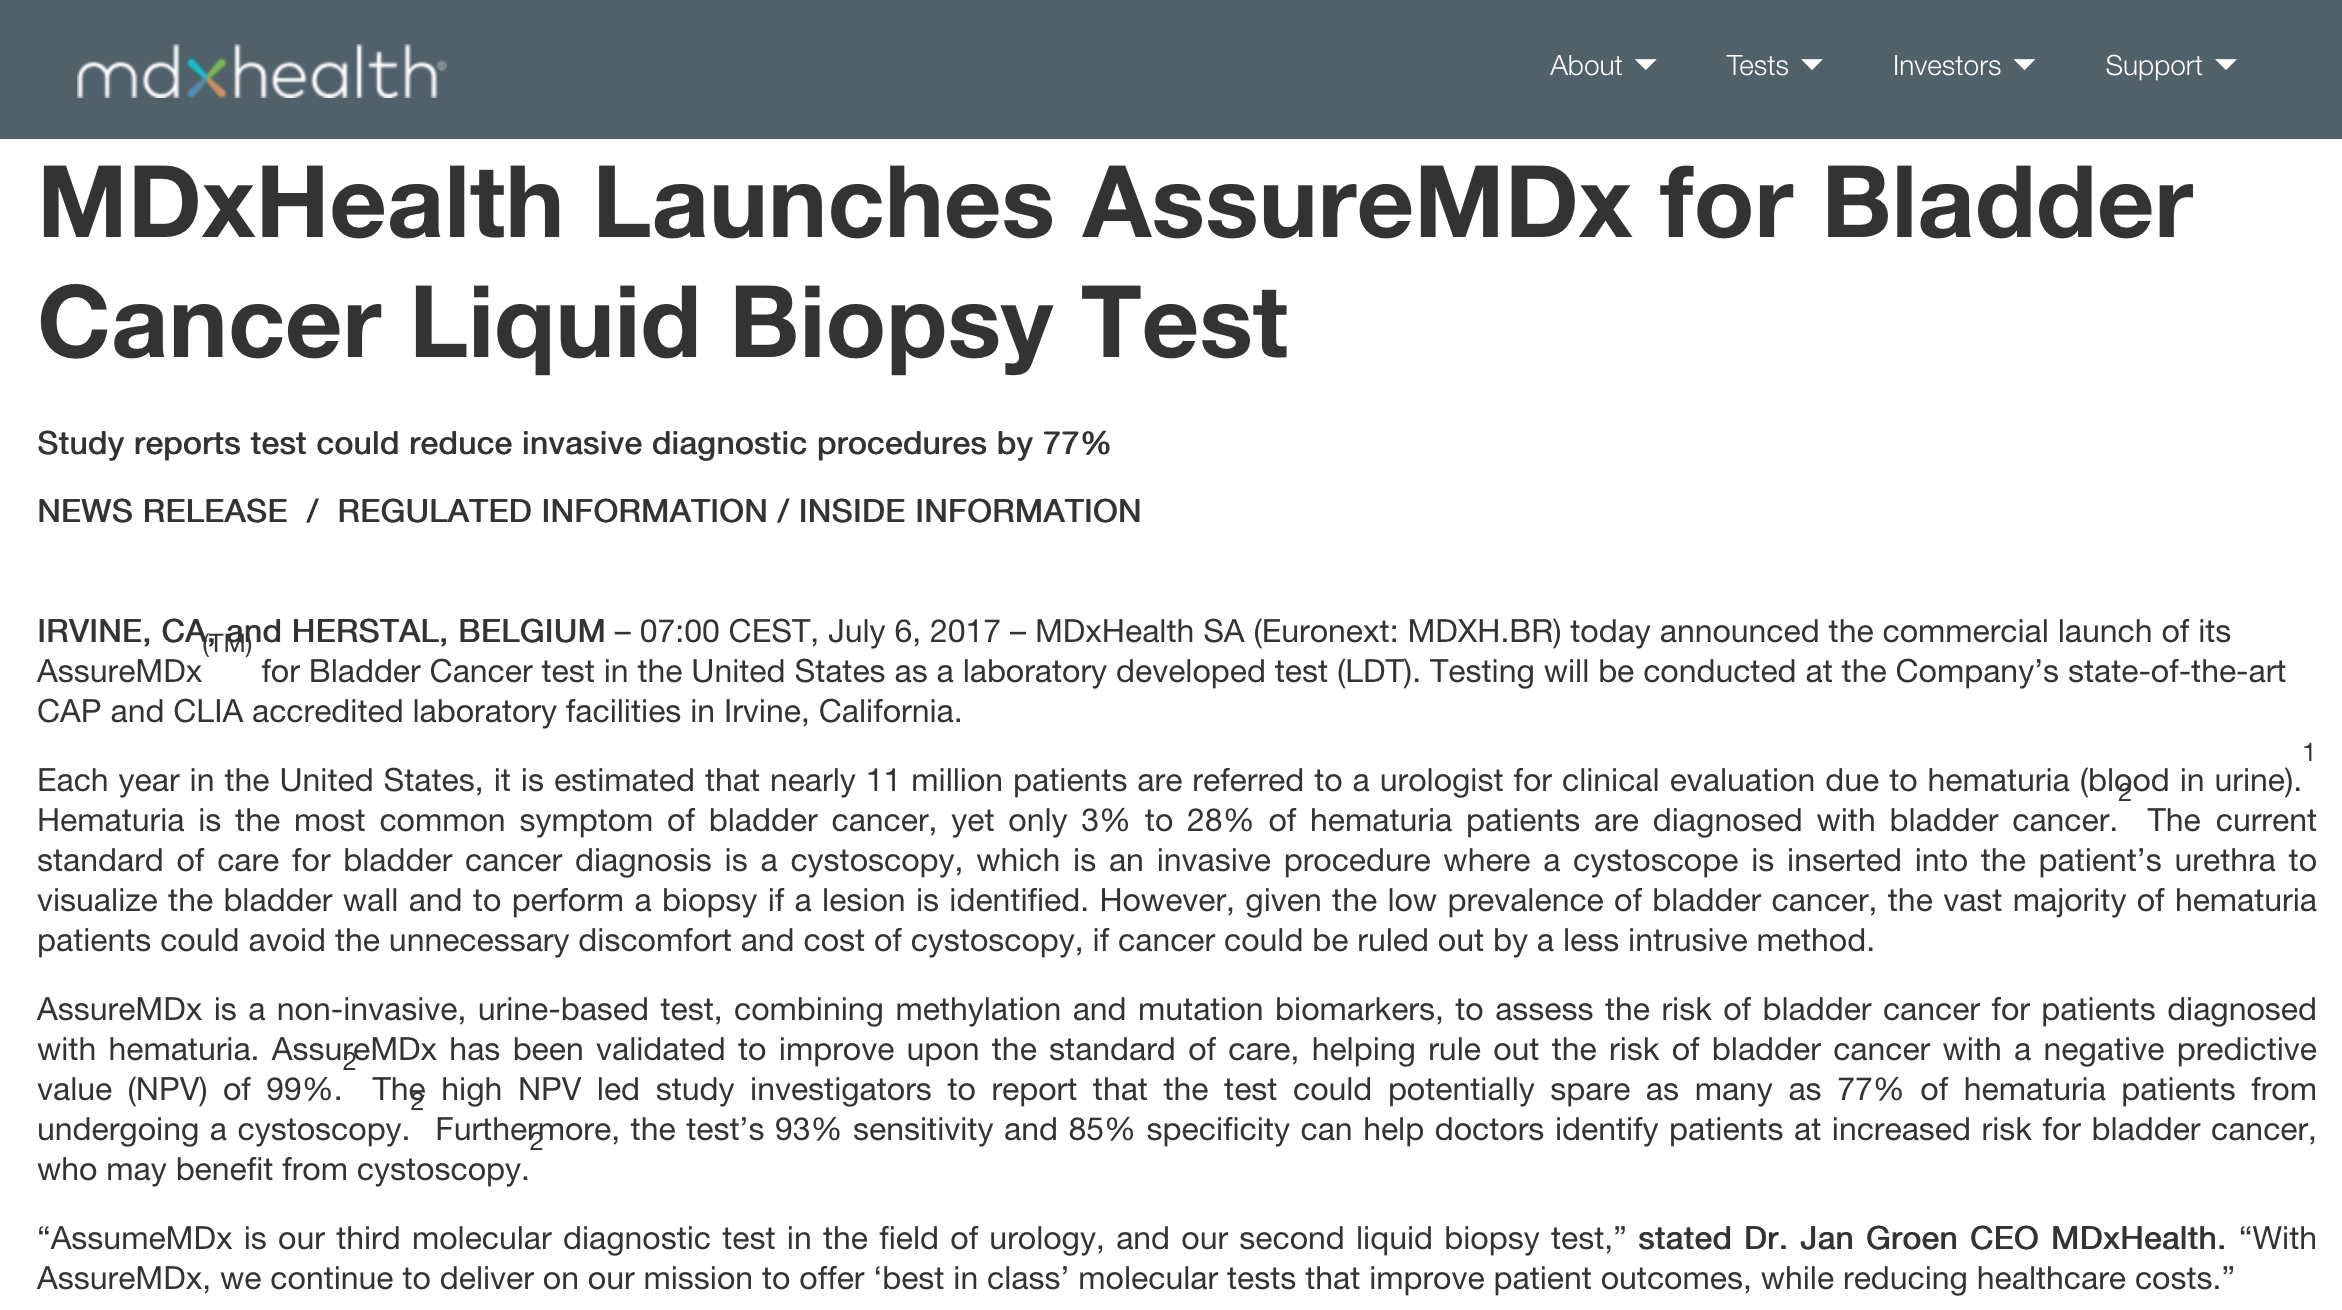 mdxhealth®
About Tests Investors Support
MDxHealth Launches AssureMDx for Bladder
Cancer Liquid Biopsy Test
Study reports test could reduce invasive diagnostic procedures by 77%
NEWS RELEASE / REGULATED INFORMATION / INSIDE INFORMATION
IRVINE, CA, and HERSTAL, BELGIUM – 07:00 CEST, July 6, 2017 – MDxHealth SA (Euronext: MDXH.BR) today announced the commercial launch of its
AssureMDx(TM) for Bladder Cancer test in the United States as a laboratory developed test (LDT). Testing will be conducted at the Company’s state-of-the-art
CAP and CLIA accredited laboratory facilities in Irvine, California.
Each year in the United States, it is estimated that nearly 11 million patients are referred to a urologist for clinical evaluation due to hematuria (blood in urine).1
Hematuria is the most common symptom of bladder cancer, yet only 3% to 28% of hematuria patients are diagnosed with bladder cancer.2 The current
standard of care for bladder cancer diagnosis is a cystoscopy, which is an invasive procedure where a cystoscope is inserted into the patient’s urethra to
visualize the bladder wall and to perform a biopsy if a lesion is identified. However, given the low prevalence of bladder cancer, the vast majority of hematuria
patients could avoid the unnecessary discomfort and cost of cystoscopy, if cancer could be ruled out by a less intrusive method.
AssureMDx is a non-invasive, urine-based test, combining methylation and mutation biomarkers, to assess the risk of bladder cancer for patients diagnosed
with hematuria. AssureMDx has been validated to improve upon the standard of care, helping rule out the risk of bladder cancer with a negative predictive
value (NPV) of 99%.2 The high NPV led study investigators to report that the test could potentially spare as many as 77% of hematuria patients from
undergoing a cystoscopy.2 Furthermore, the test’s 93% sensitivity and 85% specificity can help doctors identify patients at increased risk for bladder cancer,
who may benefit from cystoscopy.2
“AssumeMDx is our third molecular diagnostic test in the field of urology, and our second liquid biopsy test,” stated Dr. Jan Groen CEO MDxHealth. “With
AssureMDx, we continue to deliver on our mission to offer ‘best in class’ molecular tests that improve patient outcomes, while reducing healthcare costs.”